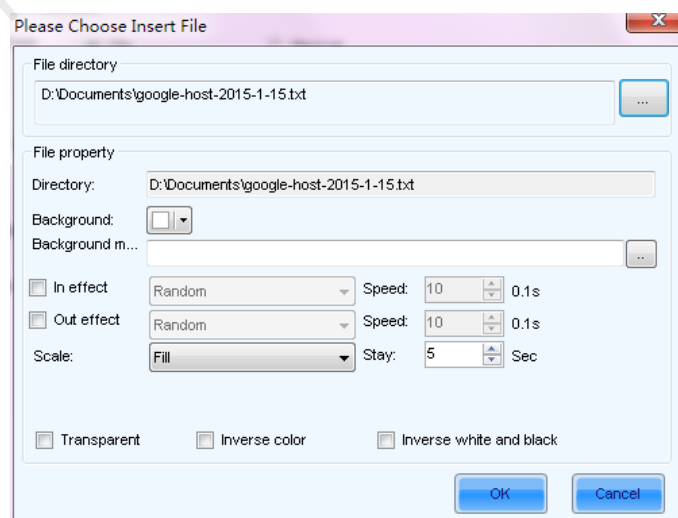 Please Choose Insert File
File directory
D:\Documents\google-host-2015-1-15.txt
...
File property
Directory: D:\Documents\google-host-2015-1-15.txt
Background:
Background m...
..
In effect Random Speed: 10 0.1s
Out effect Random Speed: 10 0.1s
Scale: Fill Stay: 5 Sec
Transparent Inverse color Inverse white and black
OK Cancel